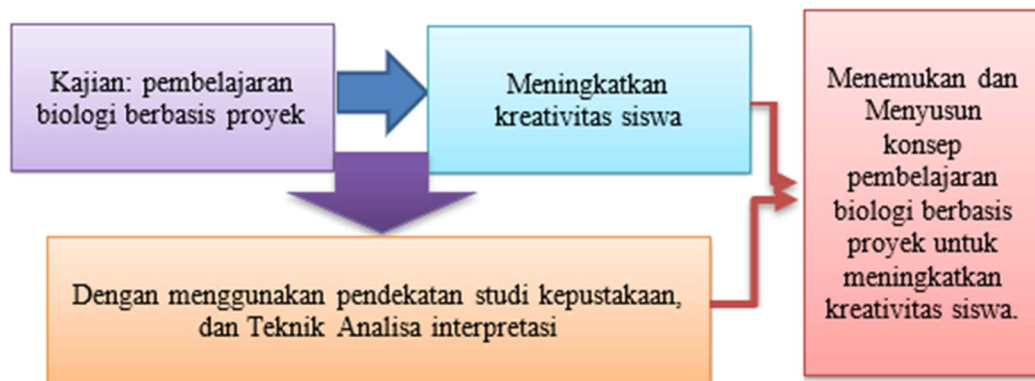 Kajian: pembelajaran
biologi berbasis proyek
Meningkatkan
kreativitas siswa
Dengan menggunakan pendekatan studi kepustakaan,
dan Teknik Analisa interpretasi
Menemukan dan
Menyusun
konsep
pembelajaran
biologi berbasis
proyek untuk
meningkatkan
kreativitas siswa.